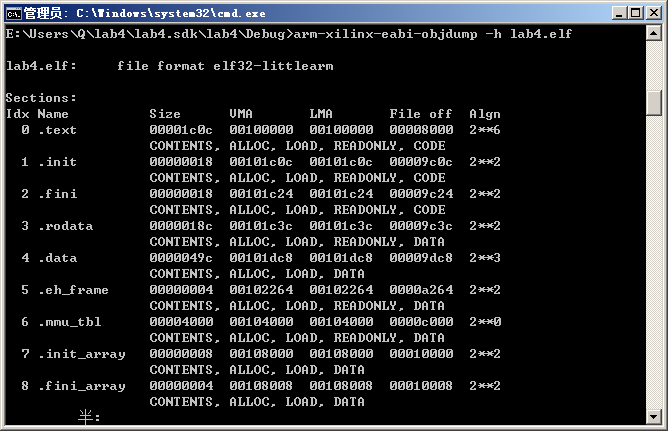 管理员: C:\Windows\system32\cmd.exe
E:\Users\Q\lab4\lab4.sdk\lab4\Debug>arm-xilinx-eabi-objdump -h lab4.elf
lab4.elf:     file format elf32-littlearm
Sections:
Idx Name          Size      VMA       LMA       File off  Algn
  0 .text         00001c0c  00100000  00100000  00008000  2**6
                  CONTENTS, ALLOC, LOAD, READONLY, CODE
  1 .init         00000018  00101c0c  00101c0c  00009c0c  2**2
                  CONTENTS, ALLOC, LOAD, READONLY, CODE
  2 .fini         00000018  00101c24  00101c24  00009c24  2**2
                  CONTENTS, ALLOC, LOAD, READONLY, CODE
  3 .rodata       0000018c  00101c3c  00101c3c  00009c3c  2**2
                  CONTENTS, ALLOC, LOAD, READONLY, DATA
  4 .data         0000049c  00101dc8  00101dc8  00009dc8  2**3
                  CONTENTS, ALLOC, LOAD, DATA
  5 .eh_frame     00000004  00102264  00102264  0000a264  2**2
                  CONTENTS, ALLOC, LOAD, READONLY, DATA
  6 .mmu_tbl      00004000  00104000  00104000  0000c000  2**0
                  CONTENTS, ALLOC, LOAD, READONLY, DATA
  7 .init_array   00000008  00108000  00108000  00010000  2**2
                  CONTENTS, ALLOC, LOAD, DATA
  8 .fini_array   00000004  00108008  00108008  00010008  2**2
                  CONTENTS, ALLOC, LOAD, DATA
半: